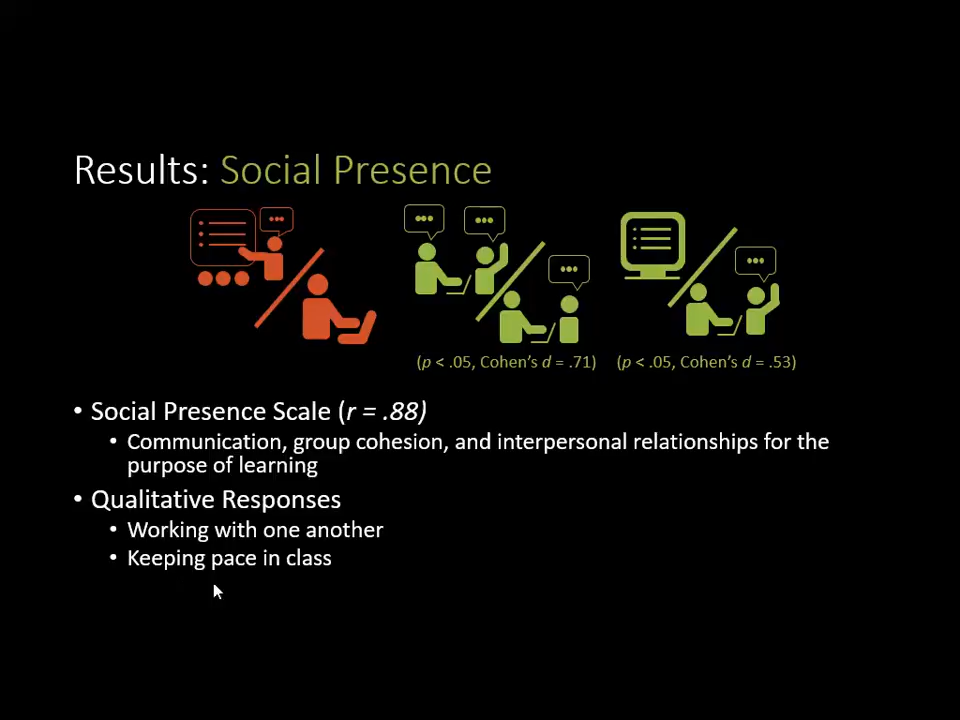 Results: Social Presence
(p < .05, Cohen's d = .71) (p < .05, Cohen's d = .53)
• Social Presence Scale (r = .88)
• Communication, group cohesion, and interpersonal relationships for the
purpose of learning
• Qualitative Responses
• Working with one another
• Keeping pace in class